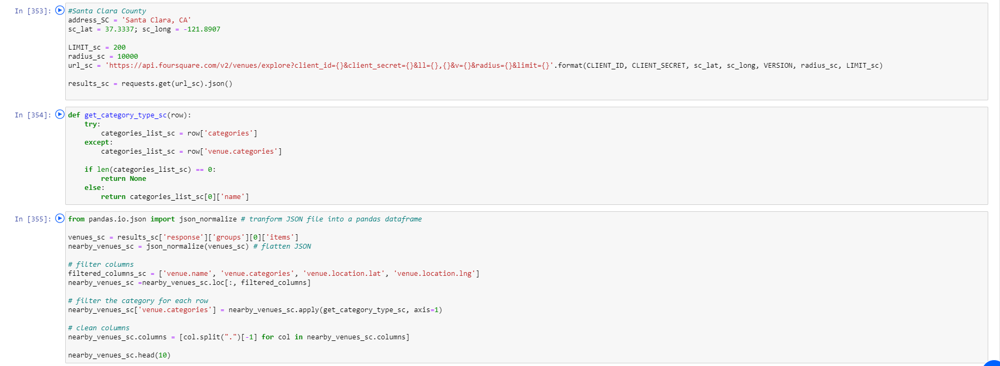 In [353]:
#Santa Clara County
address_SC = 'Santa Clara, CA'
sc_lat = 37.3337; sc_long = -121.8907
LIMIT_sc = 200
radius_sc = 10000
url_sc = 'https://api.foursquare.com/v2/venues/explore?client_id={}&client_secret={}&ll={},{}&v={}&radius={}&limit={}'.format(CLIENT_ID, CLIENT_SECRET, sc_lat, sc_long, VERSION, radius_sc, LIMIT_sc)
results_sc = requests.get(url_sc).json()
In [354]:
def get_category_type_sc(row):
    try:
        categories_list_sc = row['categories']
    except:
        categories_list_sc = row['venue.categories']
    if len(categories_list_sc) == 0:
        return None
    else:
        return categories_list_sc[0]['name']
In [355]:
from pandas.io.json import json_normalize # tranform JSON file into a pandas dataframe
venues_sc = results_sc['response']['groups'][0]['items']
nearby_venues_sc = json_normalize(venues_sc) # flatten JSON
# filter columns
filtered_columns_sc = ['venue.name', 'venue.categories', 'venue.location.lat', 'venue.location.lng']
nearby_venues_sc =nearby_venues_sc.loc[:, filtered_columns]
# filter the category for each row
nearby_venues_sc['venue.categories'] = nearby_venues_sc.apply(get_category_type_sc, axis=1)
# clean columns
nearby_venues_sc.columns = [col.split(".")[-1] for col in nearby_venues_sc.columns]
nearby_venues_sc.head(10)